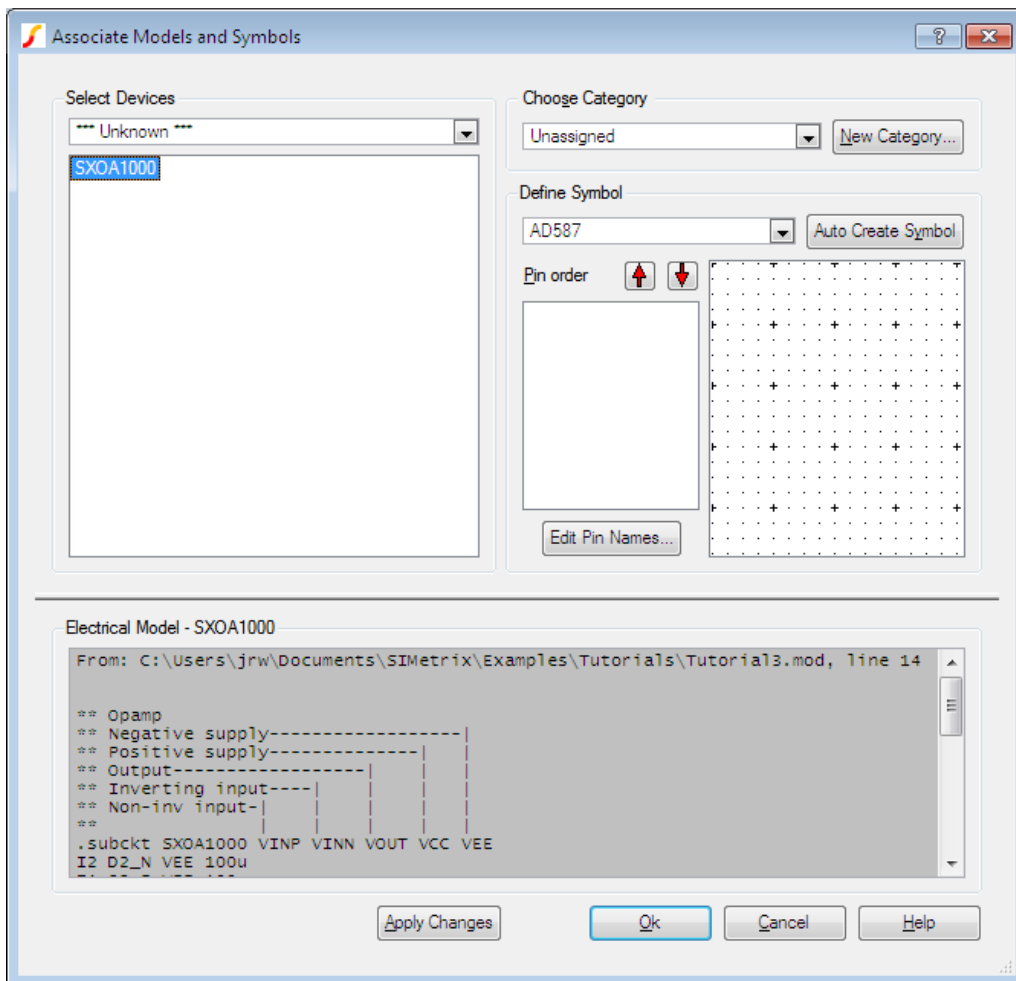 Associate Models and Symbols
Select Devices
*** Unknown ***
SXOA1000
Choose Category
Unassigned
New Category...
Define Symbol
AD587
Auto Create Symbol
Pin order
Edit Pin Names...
Electrical Model - SXOA1000
From: C:\Users\jrw\Documents\SIMetrix\Examples\Tutorials\Tutorial3.mod, line 14
** Opamp
** Negative supply------------------|
** Positive supply--------------| |
** Output------------------| | |
** Inverting input----| | | |
** Non-inv input-| | | | |
** | | | | |
.subckt SXOA1000 VINP VINN VOUT VCC VEE
I2 D2_N VEE 100u
Apply Changes
Ok
Cancel
Help